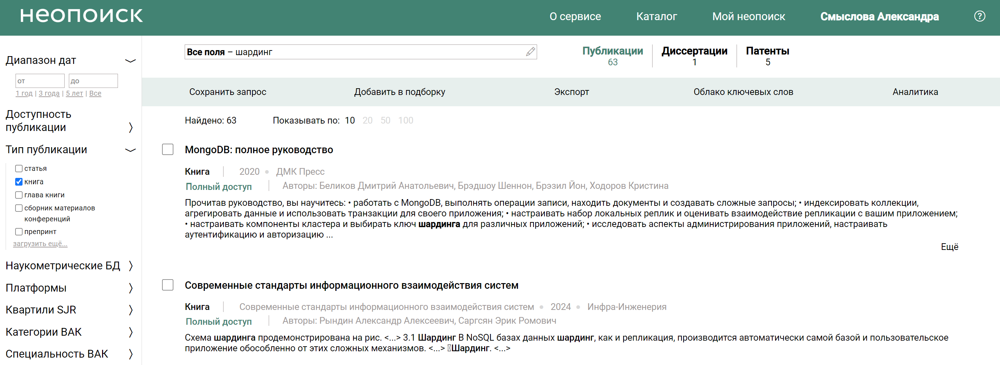 неопоиск
О сервисе
Каталог
Мой неопоиск
Смыслова Александра
?
Диапазон дат
от
до
1 год | 3 года | 5 лет | Все
Доступность
публикации
Тип публикации
статья
книга
глава книги
сборник материалов
конференций
препринт
загрузить ещё...
Наукометрические БД
Платформы
Квартили SJR
Категории ВАК
Специальность ВАК
Все поля – шардинг
Публикации
63
Диссертации
1
Патенты
5
Сохранить запрос
Добавить в подборку
Экспорт
Облако ключевых слов
Аналитика
Найдено: 63
Показывать по: 10 20 50 100
MongoDB: полное руководство
Книга | 2020 • ДМК Пресс
Полный доступ | Авторы: Беликов Дмитрий Анатольевич, Брэдшоу Шеннон, Брэзил Йон, Ходоров Кристина
Прочитав руководство, вы научитесь: • работать с MongoDB, выполнять операции записи, находить документы и создавать сложные запросы; • индексировать коллекции,
агрегировать данные и использовать транзакции для своего приложения; • настраивать набор локальных реплик и оценивать взаимодействие репликации с вашим приложением;
• настраивать компоненты кластера и выбирать ключ шардинга для различных приложений; • исследовать аспекты администрирования приложений, настраивать
аутентификацию и авторизацию ...
Ещё
Современные стандарты информационного взаимодействия систем
Книга | Современные стандарты информационного взаимодействия систем • 2024 • Инфра-Инженерия
Полный доступ | Авторы: Рындин Александр Алексеевич, Саргсян Эрик Ромович
Схема шардинга продемонстрирована на рис. <...> 3.1 Шардинг В NoSQL базах данных шардинг, как и репликация, производится автоматически самой базой и пользовательское
приложение обособленно от этих сложных механизмов. <...> Шардинг. <...>